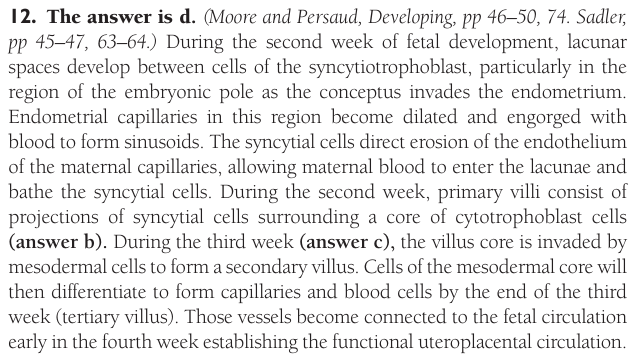 12. The answer is d. (Moore and Persaud, Developing, pp 46–50, 74. Sadler,
pp 45–47, 63–64.) During the second week of fetal development, lacunar
spaces develop between cells of the syncytiotrophoblast, particularly in the
region of the embryonic pole as the conceptus invades the endometrium.
Endometrial capillaries in this region become dilated and engorged with
blood to form sinusoids. The syncytial cells direct erosion of the endothelium
of the maternal capillaries, allowing maternal blood to enter the lacunae and
bathe the syncytial cells. During the second week, primary villi consist of
projections of syncytial cells surrounding a core of cytotrophoblast cells
(answer b). During the third week (answer c), the villus core is invaded by
mesodermal cells to form a secondary villus. Cells of the mesodermal core will
then differentiate to form capillaries and blood cells by the end of the third
week (tertiary villus). Those vessels become connected to the fetal circulation
early in the fourth week establishing the functional uteroplacental circulation.